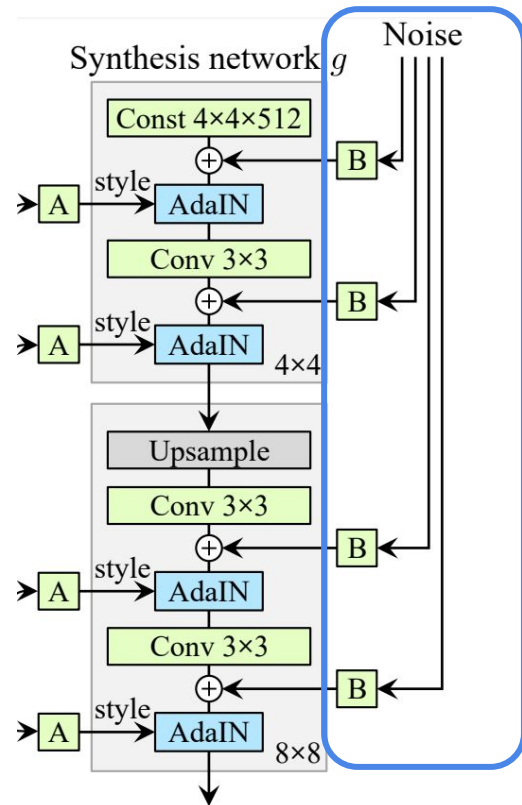 Noise
Synthesis network g
Const 4×4×512
B
style
A
AdaIN
Conv 3×3
B
style
A
AdaIN
4×4
Upsample
Conv 3×3
B
style
A
AdaIN
Conv 3×3
B
style
A
AdaIN
8×8